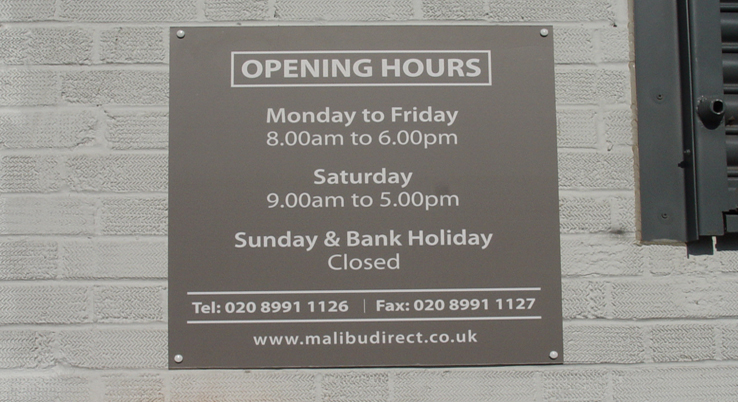 OPENING HOURS
Monday to Friday
8.00am to 6.00pm
Saturday
9.00am to 5.00pm
Sunday & Bank Holiday
Closed
Tel: 020 8991 1126 | Fax: 020 8991 1127
www.malibudirect.co.uk